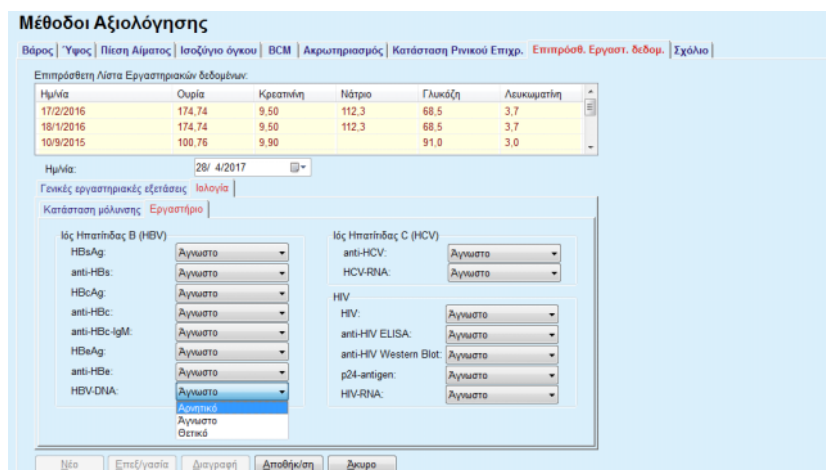 Μέθοδοι Αξιολόγησης
Βάρος Ύψος Πίεση Αίματος Ισοζύγιο όγκου BCM Ακρωτηριασμός Κατάσταση Ρινικού Επιχρ. Επιπρόσθ. Εργαστ. δεδομ. Σχόλιο
Επιπρόσθετη Λίστα Εργαστηριακών δεδομένων:
Ημ/νία Ουρία Κρεατινίνη Νάτριο Γλυκόζη Λευκωματίνη
17/2/2016 174,74 9,50 112,3 68,5 3,7
18/1/2016 174,74 9,50 112,3 68,5 3,7
10/9/2015 100,76 9,90 91,0 3,0
Ημ/νία: 28/ 4/2017
Γενικές εργαστηριακές εξετάσεις Ιολογία
Κατάσταση μόλυνσης Εργαστήριο
Ιός Ηπατίτιδας Β (HBV) Ιός Ηπατίτιδας C (HCV)
HBsAg: Άγνωστο anti-HCV: Άγνωστο
anti-HBs: Άγνωστο HCV-RNA: Άγνωστο
HBcAg: Άγνωστο HIV
anti-HBc: Άγνωστο HIV: Άγνωστο
anti-HBc-IgM: Άγνωστο anti-HIV ELISA: Άγνωστο
HBeAg: Άγνωστο anti-HIV Western Blot: Άγνωστο
anti-HBe: Άγνωστο p24-antigen: Άγνωστο
HBV-DNA: Άγνωστο HIV-RNA: Άγνωστο
Αρνητικό
Άγνωστο
Θετικό
Νέο Επεξ/γασία Διαγραφή Αποθήκ/ση Άκυρο